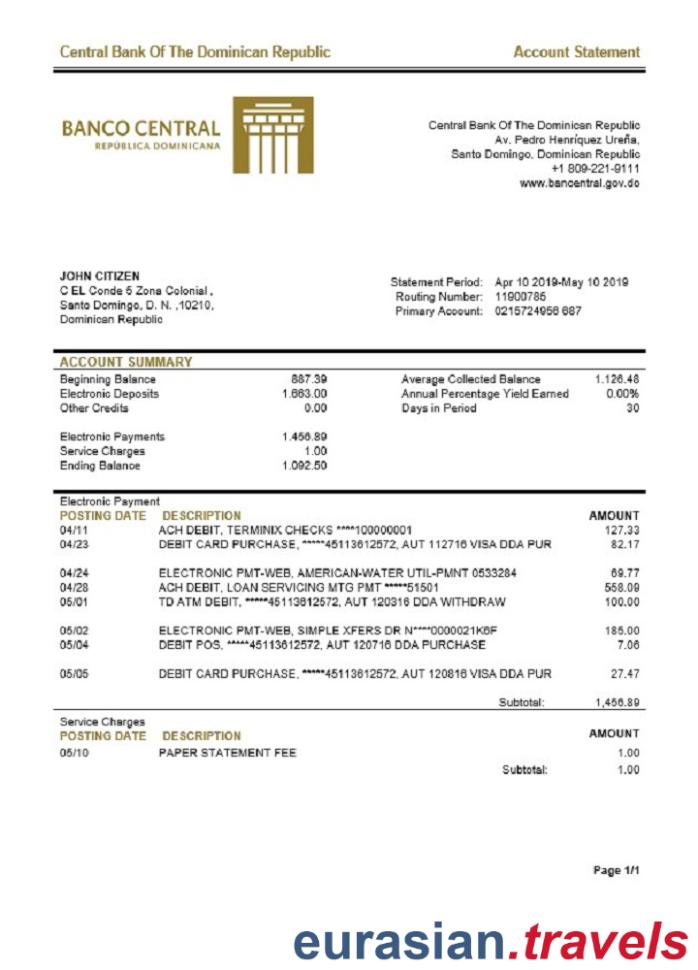 Central Bank Of The Dominican Republic Account Statement
BANCO CENTRAL
REPÚBLICA DOMINICANA
Central Bank Of The Dominican Republic
Av. Pedro Henríquez Ureña,
Santo Domingo, Dominican Republic
+1 809-221-9111
www.bancentral.gov.do
JOHN CITIZEN
C EL Conde 5 Zona Colonial ,
Santo Domingo, D. N. ,10210,
Dominican Republic
Statement Period: Apr 10 2019-May 10 2019
Routing Number: 11900785
Primary Account: 0215724956 687
ACCOUNT SUMMARY
Beginning Balance 887.39 Average Collected Balance 1.126.48
Electronic Deposits 1.663.00 Annual Percentage Yield Earned 0.00%
Other Credits 0.00 Days in Period 30
Electronic Payments 1.456.89
Service Charges 1.00
Ending Balance 1.092.50
Electronic Payment
POSTING DATE DESCRIPTION AMOUNT
04/11 ACH DEBIT, TERMINIX CHECKS ****100000001 127.33
04/23 DEBIT CARD PURCHASE, *****45113612572, AUT 112716 VISA DDA PUR 82.17
04/24 ELECTRONIC PMT-WEB, AMERICAN-WATER UTIL-PMNT 0533284 69.77
04/28 ACH DEBIT, LOAN SERVICING MTG PMT *****51501 558.09
05/01 TD ATM DEBIT, *****45113612572, AUT 120316 DDA WITHDRAW 100.00
05/02 ELECTRONIC PMT-WEB, SIMPLE XFERS DR N****0000021K6F 185.00
05/04 DEBIT POS, *****45113612572, AUT 120716 DDA PURCHASE 7.06
05/05 DEBIT CARD PURCHASE, *****45113612572, AUT 120816 VISA DDA PUR 27.47
Subtotal: 1,456.89
Service Charges
POSTING DATE DESCRIPTION AMOUNT
05/10 PAPER STATEMENT FEE 1.00
Subtotal: 1.00
Page 1/1
eurasian.travels